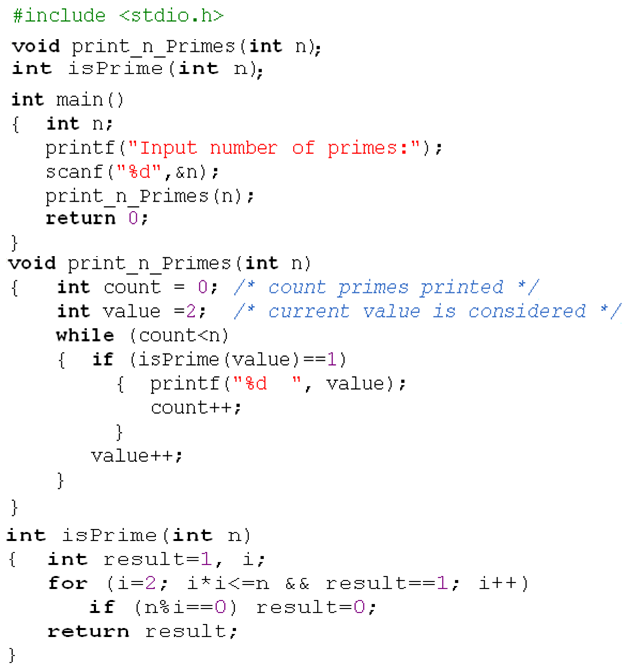 #include <stdio.h>
void print_n_Primes(int n);
int isPrime(int n);
int main()
{  int n;
   printf("Input number of primes:");
   scanf("%d",&n);
   print_n_Primes(n);
   return 0;
}
void print_n_Primes(int n)
{   int count = 0; /* count primes printed */
    int value =2;  /* current value is considered */
    while (count<n)
    {  if (isPrime(value)==1)
         {  printf("%d  ", value);
            count++;
         }
       value++;
    }
}
int isPrime(int n)
{  int result=1, i;
   for (i=2; i*i<=n && result==1; i++)
      if (n%i==0) result=0;
   return result;
}